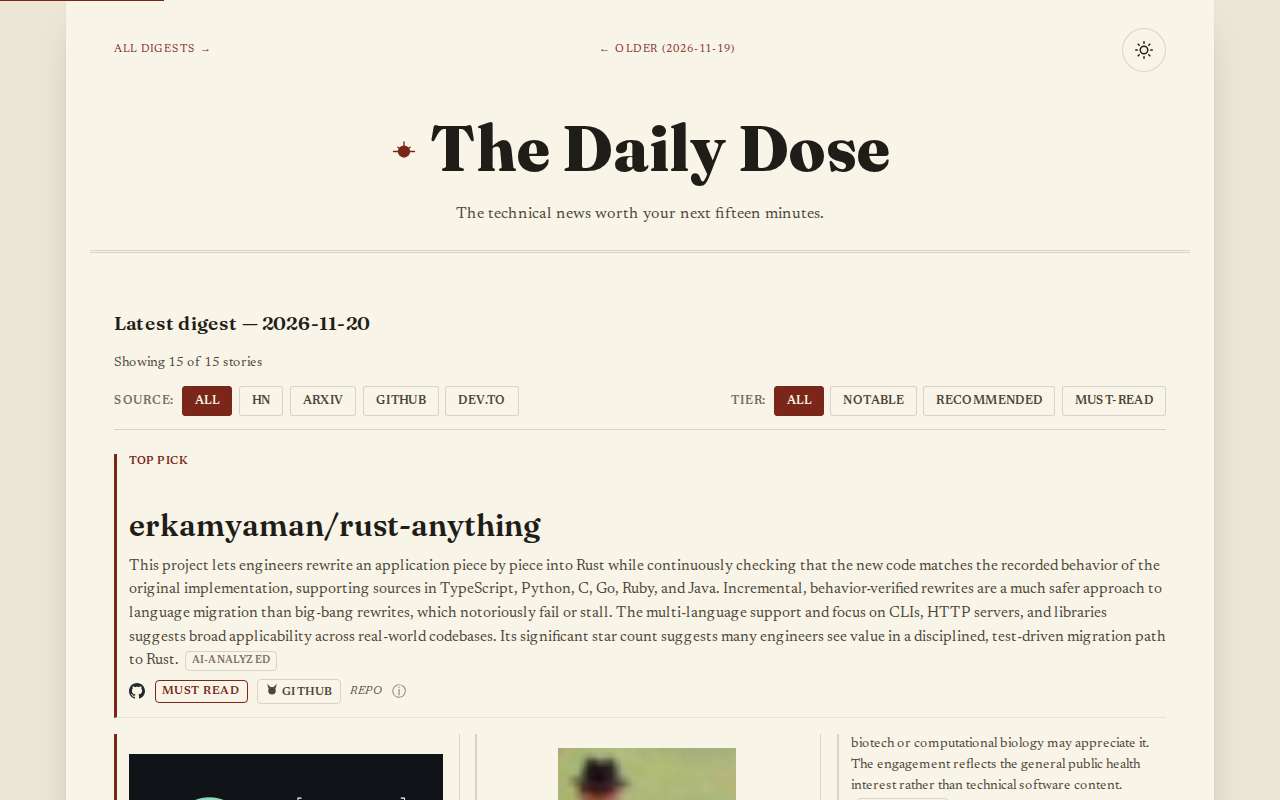 ALL DIGESTS →
← OLDER (2026-11-19)
The Daily Dose
The technical news worth your next fifteen minutes.
Latest digest — 2026-11-20
Showing 15 of 15 stories
SOURCE: ALL HN ARXIV GITHUB DEV.TO
TIER: ALL NOTABLE RECOMMENDED MUST-READ
TOP PICK
erkamyaman/rust-anything
This project lets engineers rewrite an application piece by piece into Rust while continuously checking that the new code matches the recorded behavior of the
original implementation, supporting sources in TypeScript, Python, C, Go, Ruby, and Java. Incremental, behavior-verified rewrites are a much safer approach to
language migration than big-bang rewrites, which notoriously fail or stall. The multi-language support and focus on CLIs, HTTP servers, and libraries
suggests broad applicability across real-world codebases. Its significant star count suggests many engineers see value in a disciplined, test-driven migration path
to Rust. AI-ANALYZED
MUST READ GITHUB REPO
biotech or computational biology may appreciate it.
The engagement reflects the general public health
interest rather than technical software content.